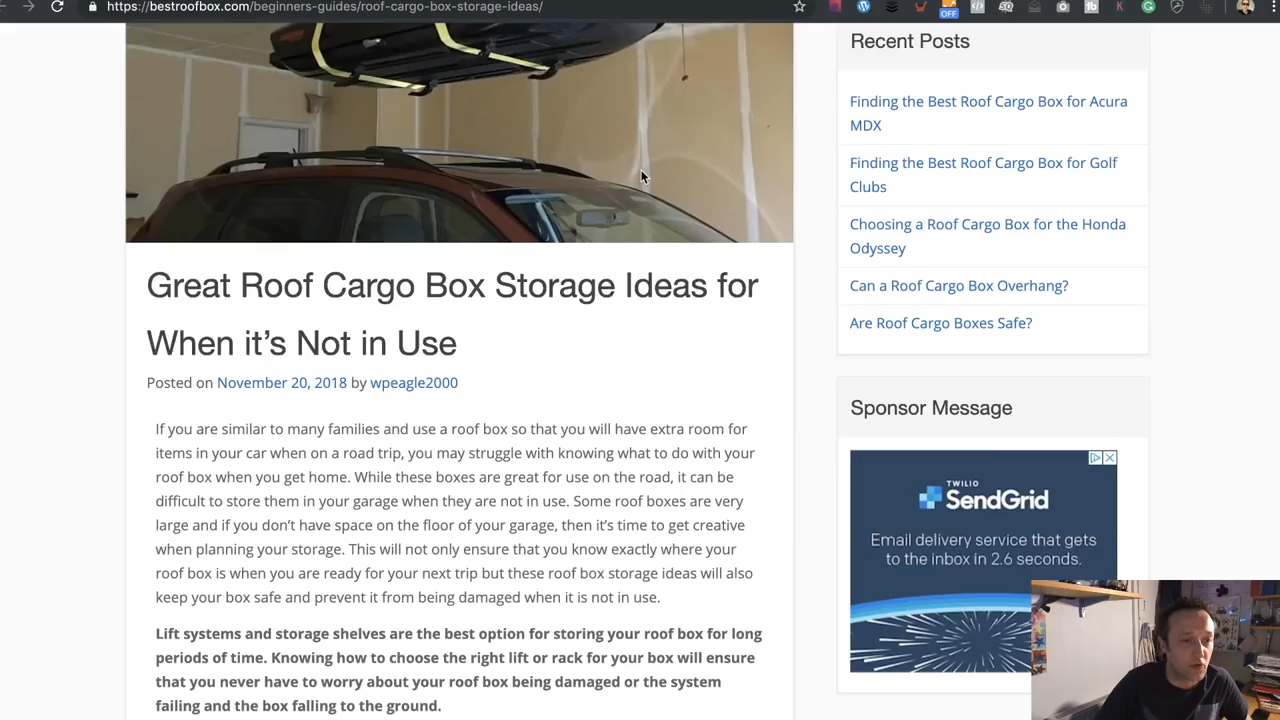 https://bestroofbox.com/beginners-guides/roof-cargo-box-storage-ideas/
OFF
Great Roof Cargo Box Storage Ideas for
When it’s Not in Use
Posted on November 20, 2018 by wpeagle2000
If you are similar to many families and use a roof box so that you will have extra room for
items in your car when on a road trip, you may struggle with knowing what to do with your
roof box when you get home. While these boxes are great for use on the road, it can be
difficult to store them in your garage when they are not in use. Some roof boxes are very
large and if you don’t have space on the floor of your garage, then it’s time to get creative
when planning your storage. This will not only ensure that you know exactly where your
roof box is when you are ready for your next trip but these roof box storage ideas will also
keep your box safe and prevent it from being damaged when it is not in use.
Lift systems and storage shelves are the best option for storing your roof box for long
periods of time. Knowing how to choose the right lift or rack for your box will ensure
that you never have to worry about your roof box being damaged or the system
failing and the box falling to the ground.
Recent Posts
Finding the Best Roof Cargo Box for Acura
MDX
Finding the Best Roof Cargo Box for Golf
Clubs
Choosing a Roof Cargo Box for the Honda
Odyssey
Can a Roof Cargo Box Overhang?
Are Roof Cargo Boxes Safe?
Sponsor Message
TWILIO
SendGrid
Email delivery service that gets
to the inbox in 2.6 seconds.